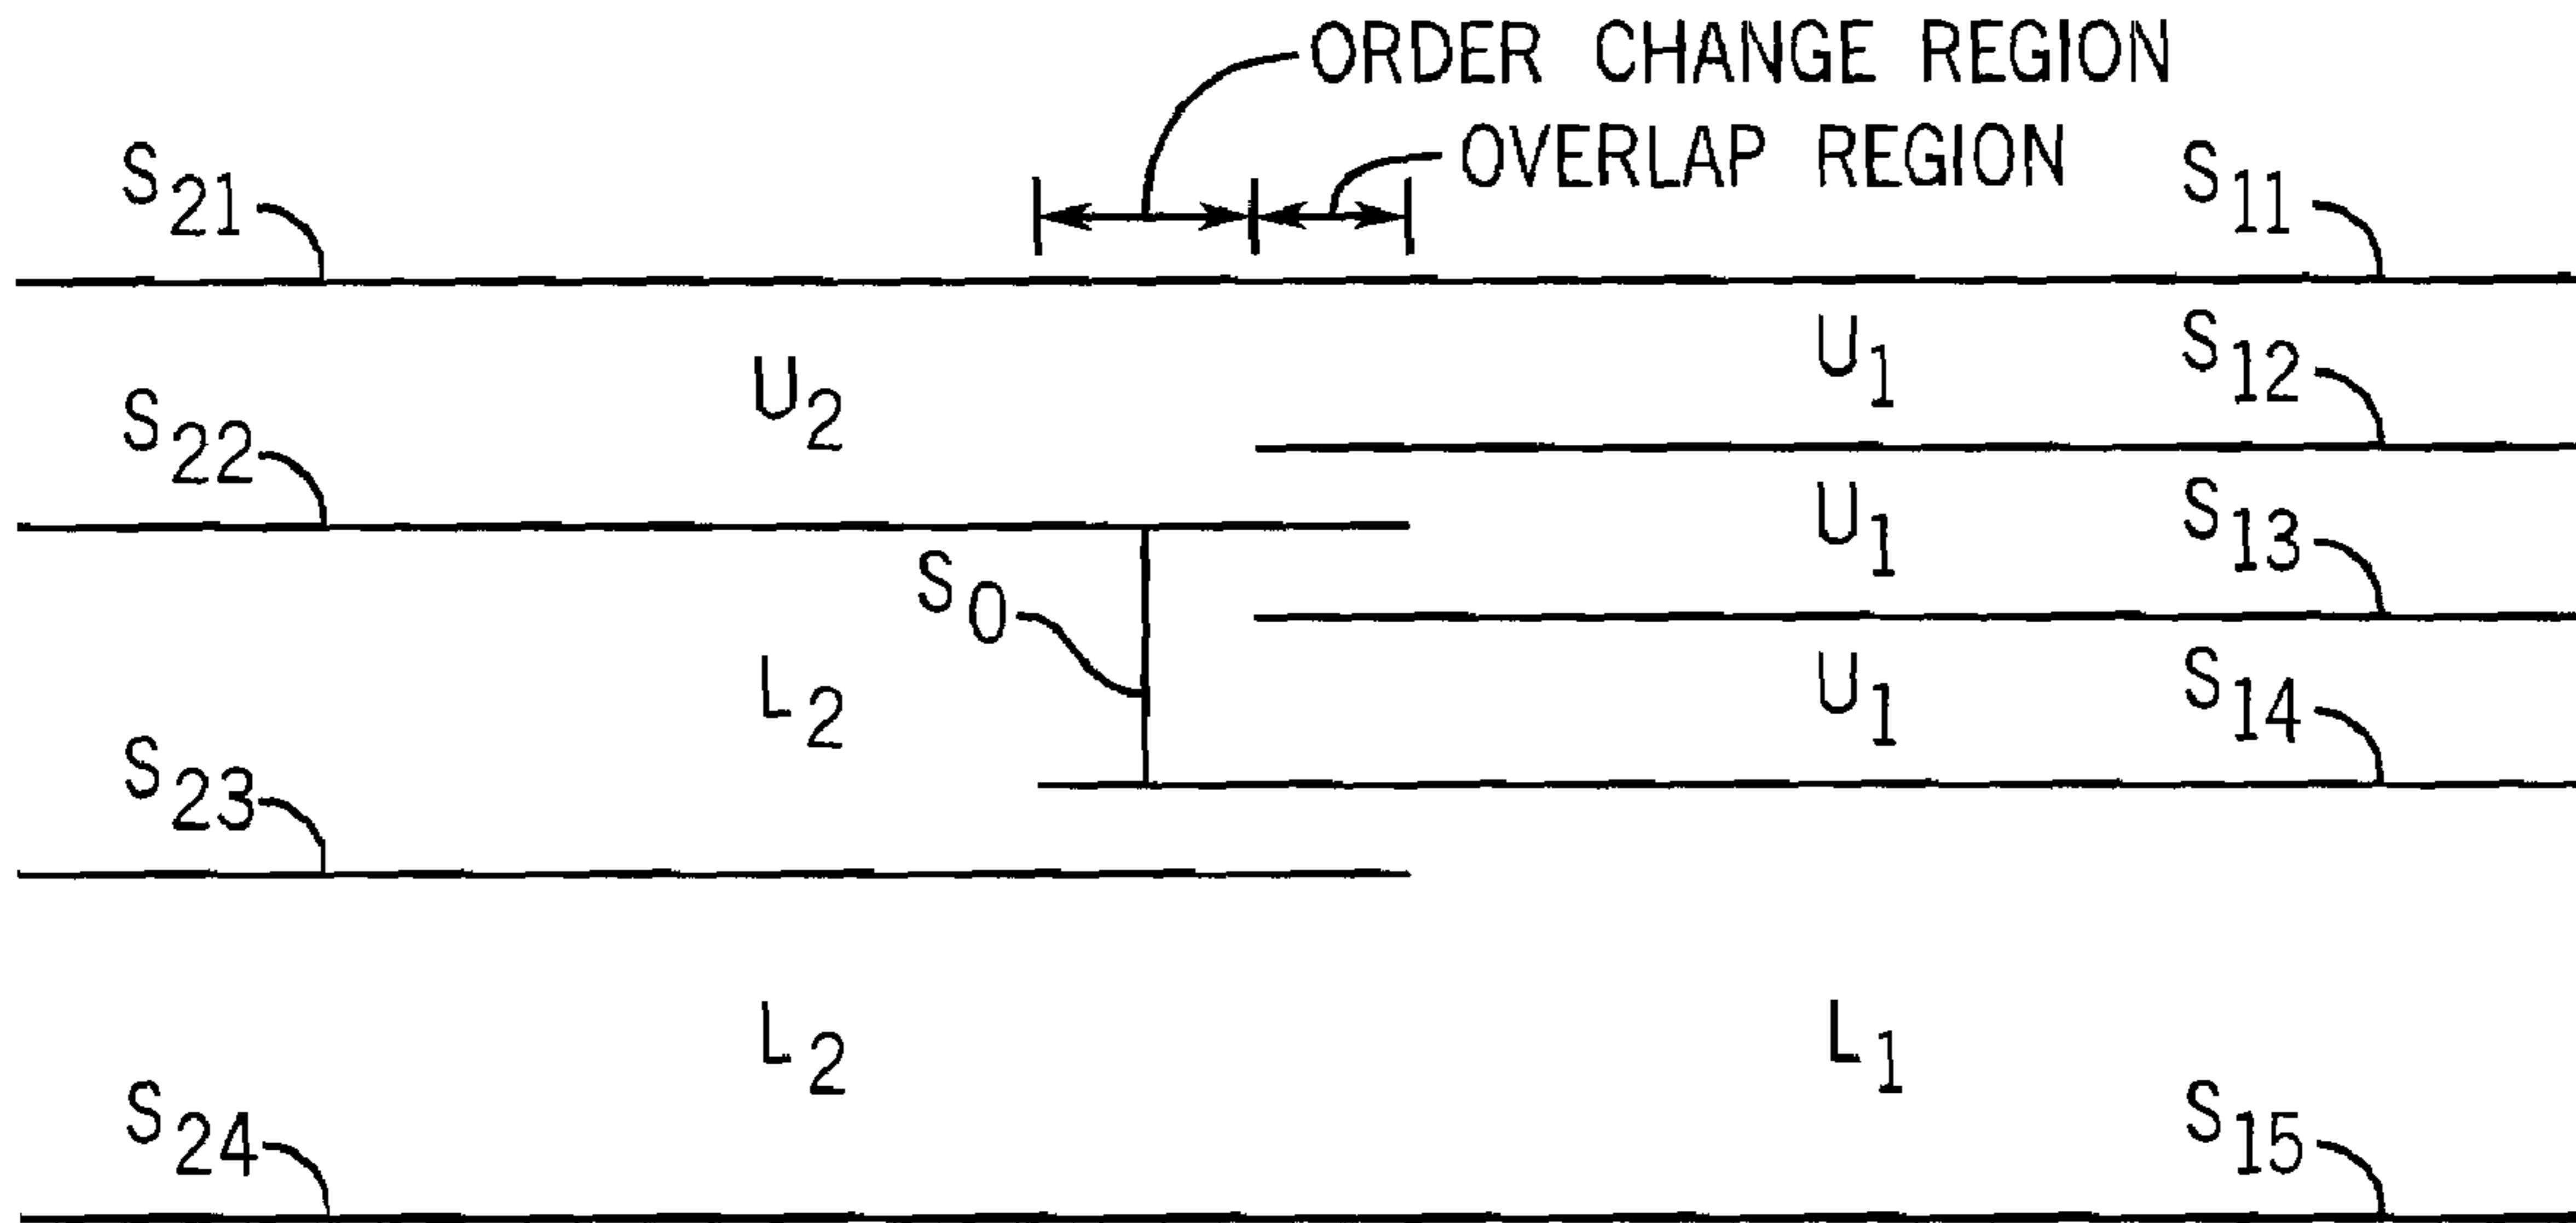 ORDER CHANGE REGION
OVERLAP REGION
S21
S11
U1
S12
U2
S22
U1
S13
S0
U1
S14
L2
S23
L2
L1
S24
S15